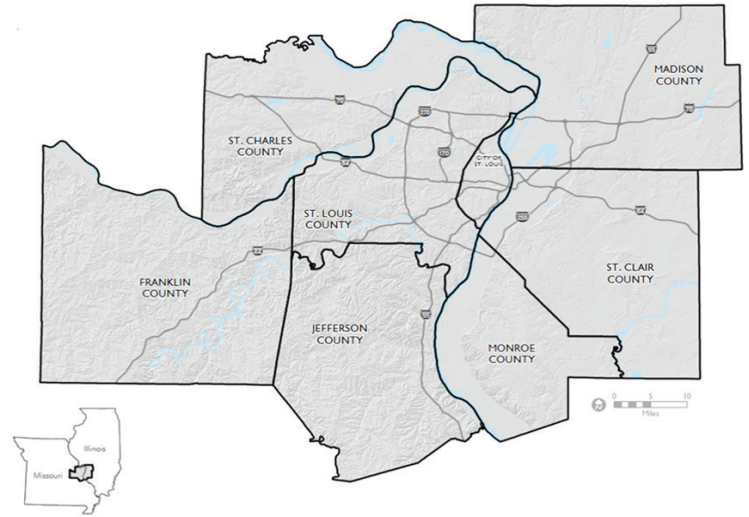 MADISON
COUNTY
ST. CHARLES
COUNTY
CITY OF
ST. LOUIS
ST. LOUIS
COUNTY
FRANKLIN
COUNTY
ST. CLAIR
COUNTY
JEFFERSON
COUNTY
MONROE
COUNTY
0 5 10
Miles
Illinois
Missouri